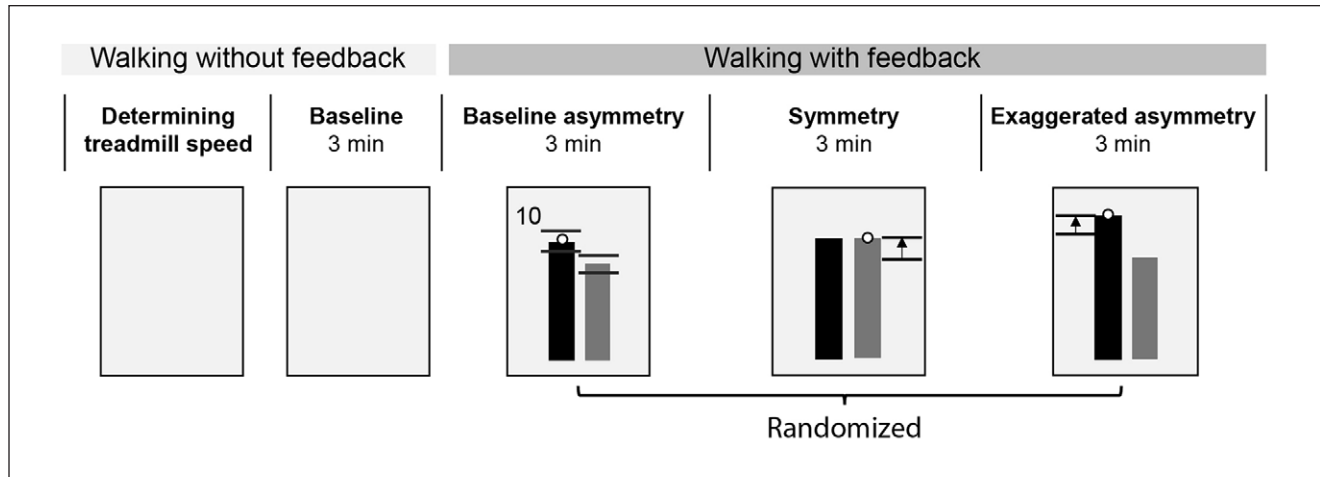 Walking without feedback
Walking with feedback
Determining
treadmill speed
Baseline
3 min
Baseline asymmetry
3 min
Symmetry
3 min
Exaggerated asymmetry
3 min
10
Randomized